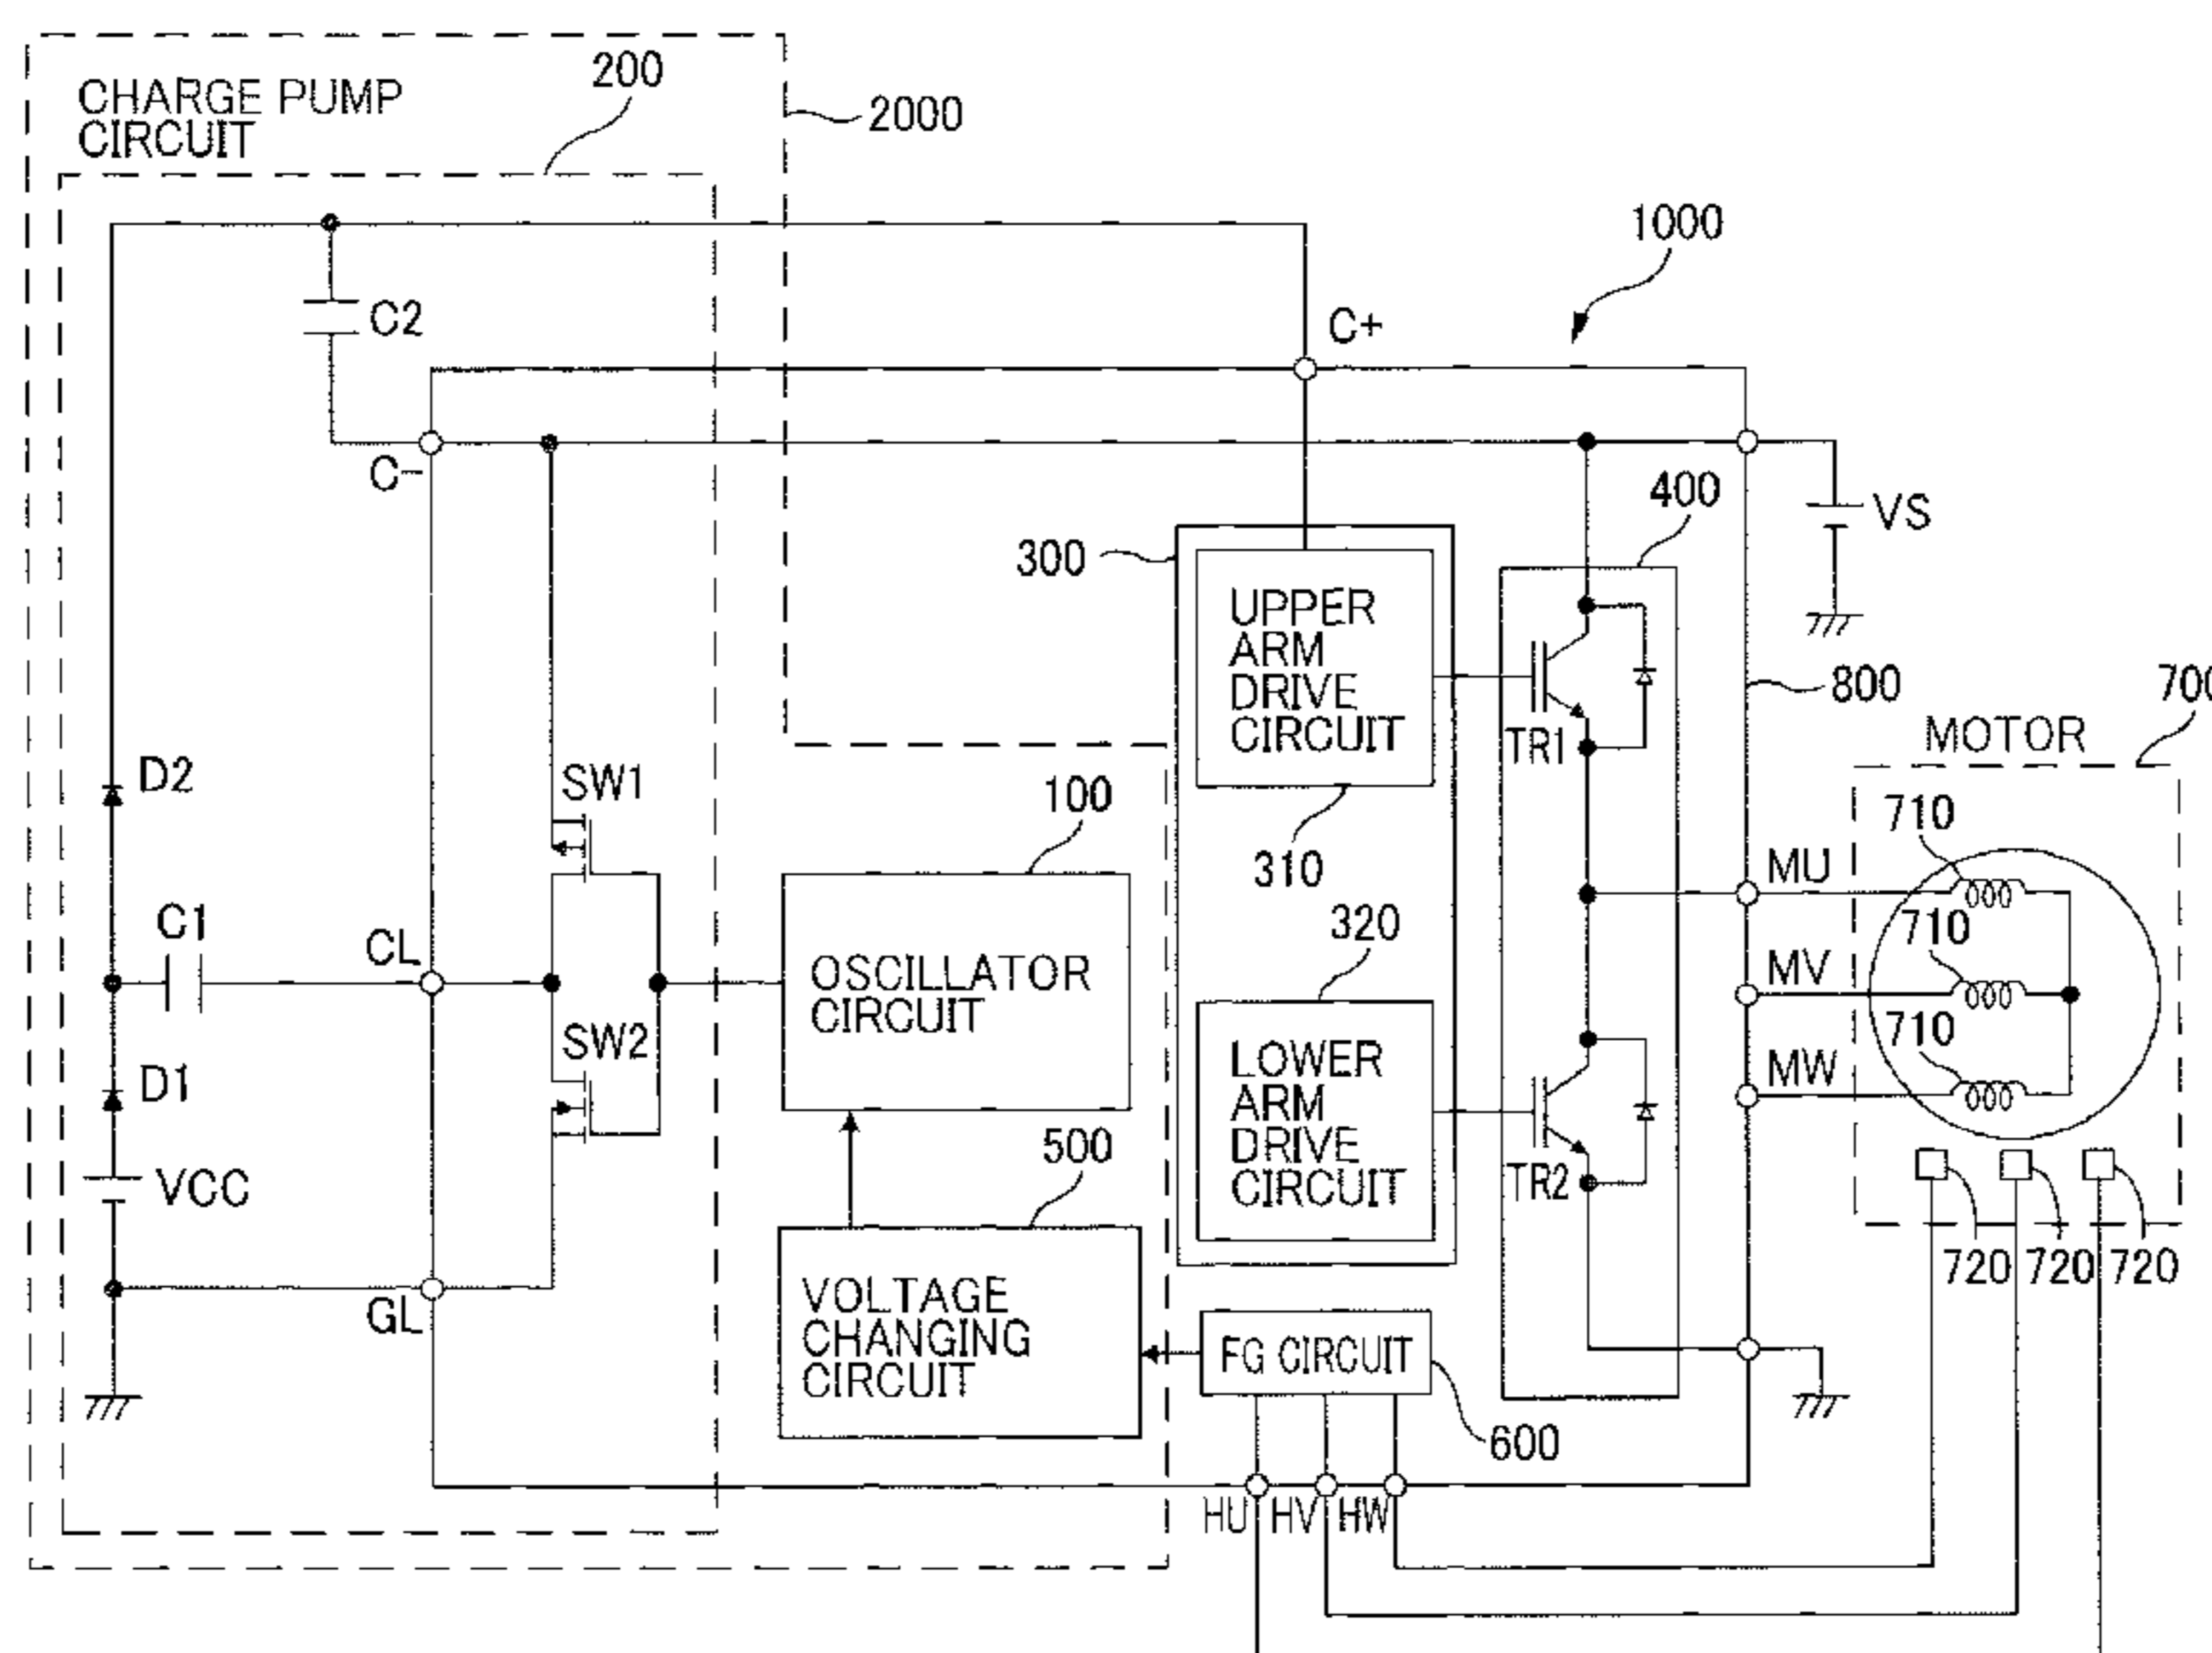 CHARGE PUMP
CIRCUIT
200
2000
1000
C2
C+
C-
VS
400
300
UPPER
ARM
DRIVE
CIRCUIT
TR1
310
800
700
MOTOR
D2
SW1
100
OSCILLATOR
CIRCUIT
C1
CL
SW2
D1
VCC
GL
320
LOWER
ARM
DRIVE
CIRCUIT
TR2
MU
MV
MW
710
710
710
720
720
720
500
VOLTAGE
CHANGING
CIRCUIT
FG CIRCUIT
600
HU
HV
HW